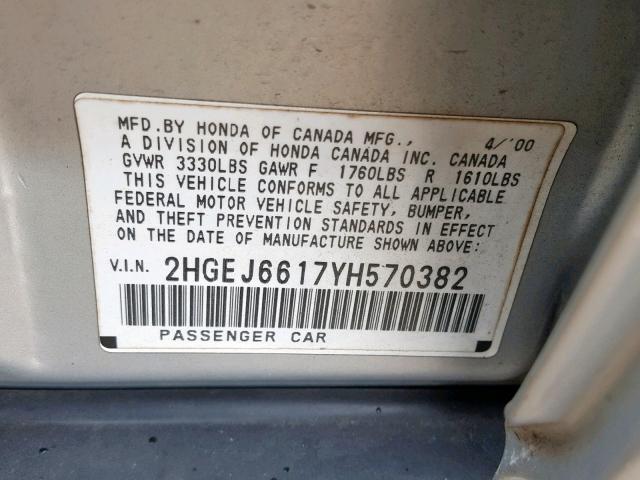 MFD.BY HONDA OF CANADA MFG., 4/'00
A DIVISION OF HONDA CANADA INC. CANADA
GVWR 3330LBS GAWR F 1760LBS R 1610LBS
THIS VEHICLE CONFORMS TO ALL APPLICABLE
FEDERAL MOTOR VEHICLE SAFETY, BUMPER,
AND THEFT PREVENTION STANDARDS IN EFFECT
ON THE DATE OF MANUFACTURE SHOWN ABOVE:
V.I.N. 2HGEJ6617YH570382
PASSENGER CAR